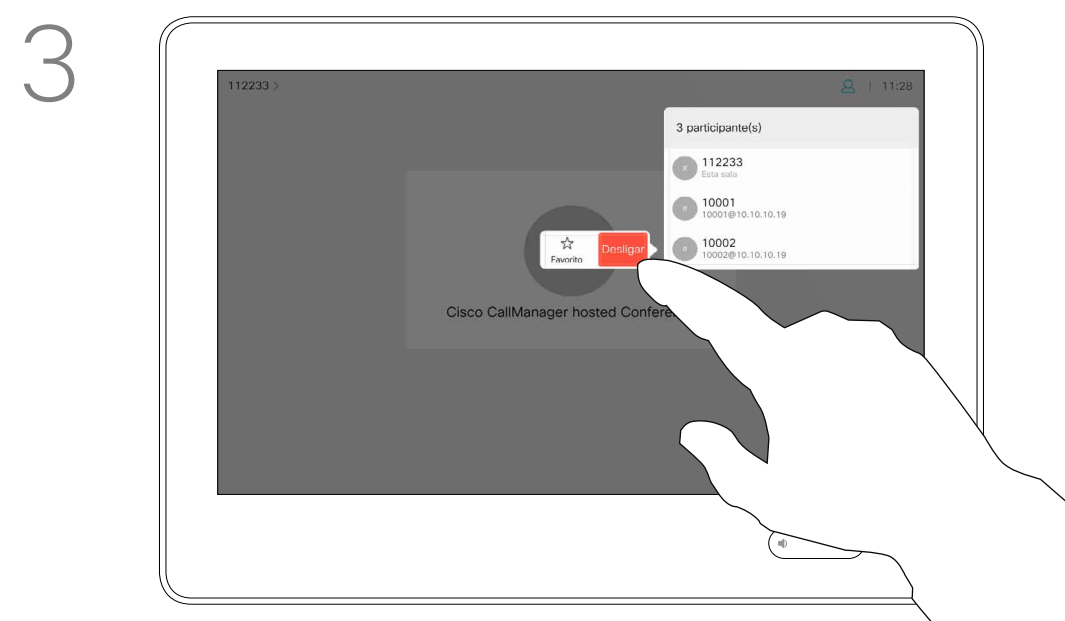 3
112233 >
11:28
3 participante(s)
#
112233
Esta sala
#
10001
10001@10.10.10.19
#
10002
10002@10.10.10.19
Favorito
Desligar
Cisco CallManager hosted Confere